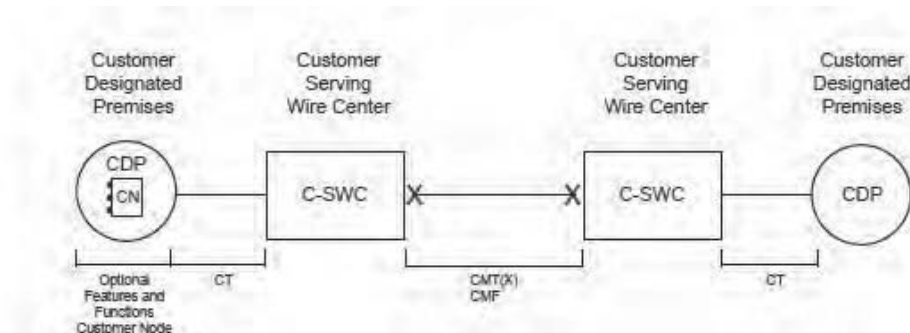 Customer
Designated
Premises
Customer
Serving
Wire Center
Customer
Serving
Wire Center
Customer
Designated
Premises
CDP
CN
C-SWC
X
X
C-SWC
CDP
Optional
Features and
Functions
Customer Node
CT
CMT(X)
CMF
CT